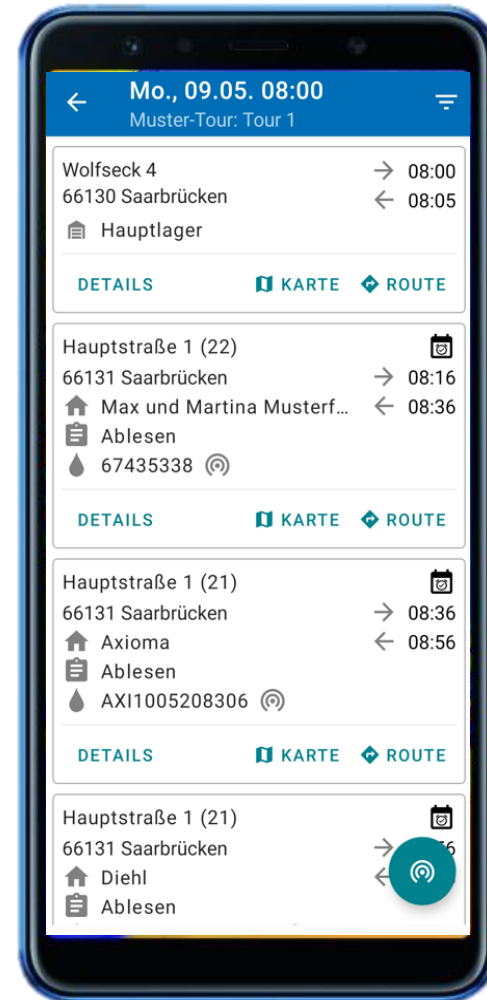 Mo., 09.05. 08:00
Muster-Tour: Tour 1
Wolfseck 4
08:00
66130 Saarbrücken
08:05
Hauptlager
DETAILS KARTE ROUTE
Hauptstraße 1 (22)
66131 Saarbrücken
08:16
Max und Martina Musterf...
08:36
Ablesen
67435338
DETAILS KARTE ROUTE
Hauptstraße 1 (21)
66131 Saarbrücken
08:36
Axioma
08:56
Ablesen
AXI1005208306
DETAILS KARTE ROUTE
Hauptstraße 1 (21)
66131 Saarbrücken
Diehl
Ablesen